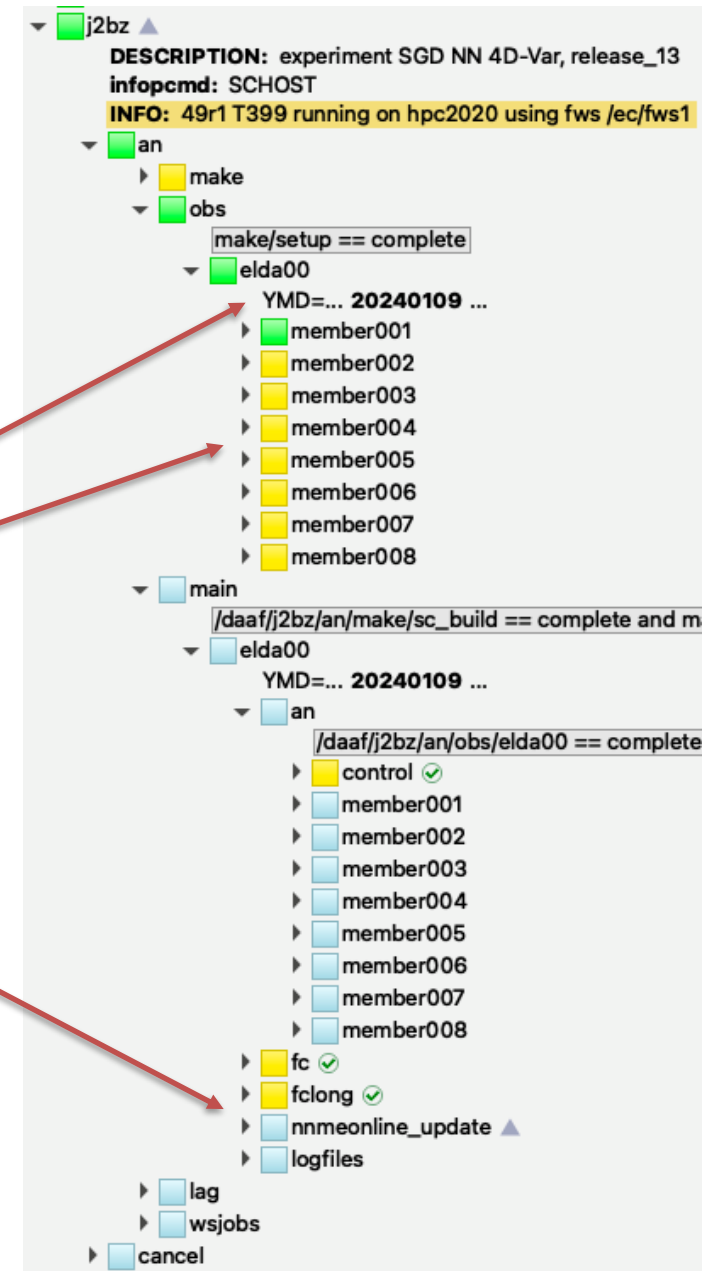 j2bz
DESCRIPTION: experiment SGD NN 4D-Var, release_13
infopcmd: SCHOST
INFO: 49r1 T399 running on hpc2020 using fws /ec/fws1
an
make
obs
make/setup == complete
elda00
YMD=... 20240109 ...
member001
member002
member003
member004
member005
member006
member007
member008
main
/daaf/j2bz/an/make/sc_build == complete and m
elda00
YMD=... 20240109 ...
an
/daaf/j2bz/an/obs/elda00 == complete
control
member001
member002
member003
member004
member005
member006
member007
member008
fc
fclong
nnmeonline_update
logfiles
lag
wsjobs
cancel